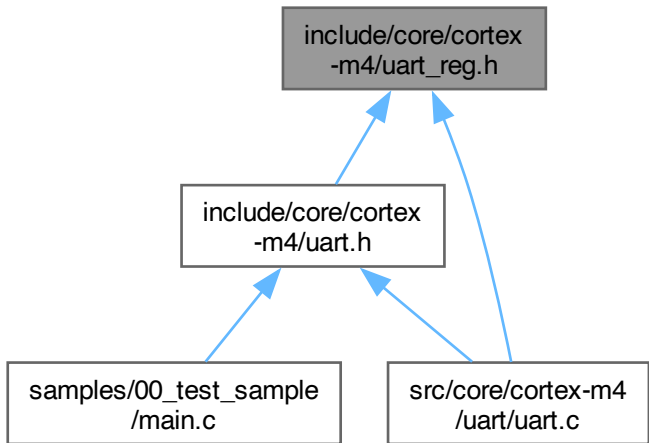 include/core/cortex
-m4/uart_reg.h
include/core/cortex
-m4/uart.h
samples/00_test_sample
/main.c
src/core/cortex-m4
/uart/uart.c